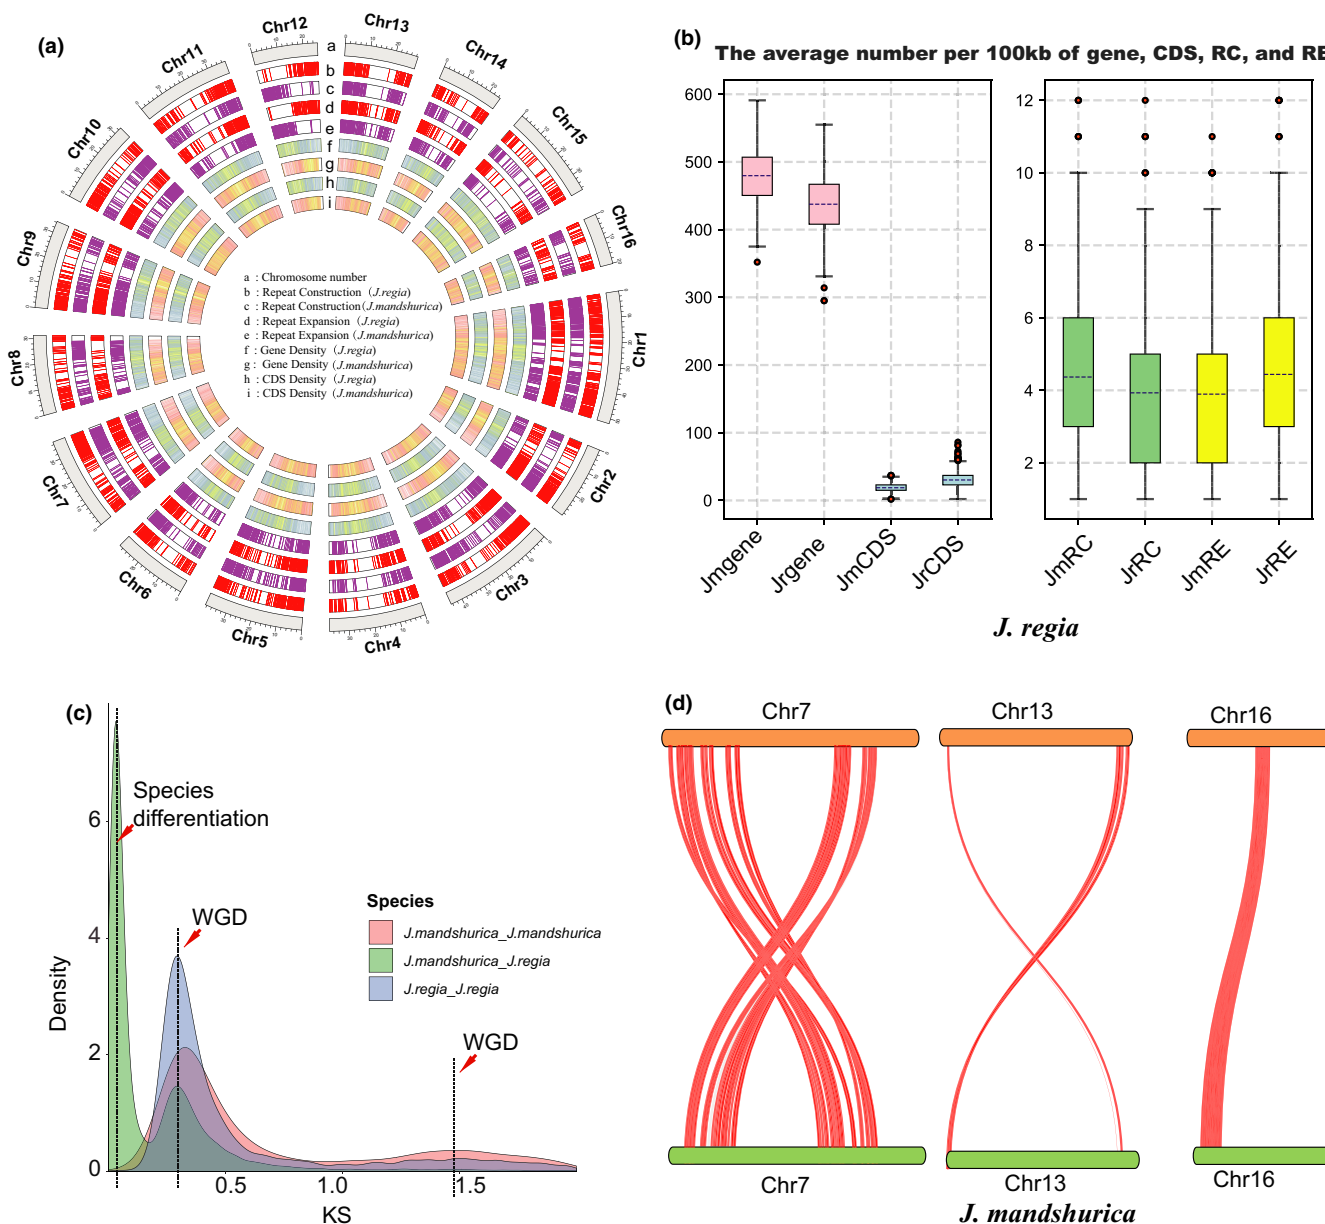 (a)
Chr12
Chr13
Chr11
Chr14
Chr10
Chr15
Chr9
Chr16
Chr8
Chr1
Chr7
Chr2
Chr6
Chr3
Chr5
Chr4
a
b
c
d
e
f
g
h
i
a : Chromosome number
b : Repeat Construction (J.regia)
c : Repeat Construction(J.mandshurica)
d : Repeat Expansion (J.regia)
e : Repeat Expansion (J.mandshurica)
f : Gene Density (J.regia)
g : Gene Density (J.mandshurica)
h : CDS Density (J.regia)
i : CDS Density (J.mandshurica)
(b)
The average number per 100kb of gene, CDS, RC, and RE
600
500
400
300
200
100
0
Jmgene
Jrgene
JmCDS
JrCDS
12
10
8
6
4
2
JmRC
JrRC
JmRE
JrRE
J. regia
(c)
Species
differentiation
WGD
WGD
Species
J.mandshurica_J.mandshurica
J.mandshurica_J.regia
J.regia_J.regia
Density
6
4
2
0
0.5
1.0
1.5
KS
(d)
Chr7
Chr13
Chr16
Chr7
Chr13
Chr16
J. mandshurica